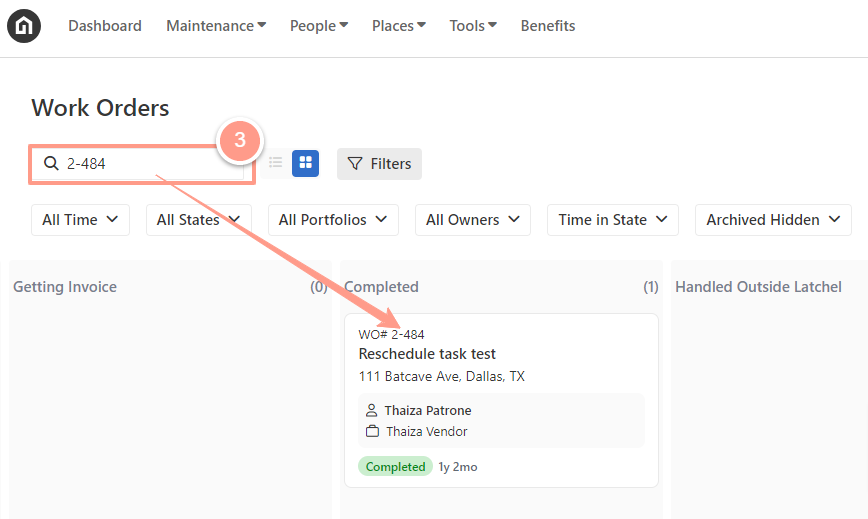 Dashboard Maintenance People Places Tools Benefits
Work Orders
3
2-484
Filters
All Time All States All Portfolios All Owners Time in State Archived Hidden
Getting Invoice (0) Completed (1) Handled Outside Latchel
WO# 2-484
Reschedule task test
111 Batcave Ave, Dallas, TX
Thaiza Patrone
Thaiza Vendor
Completed 1y 2mo